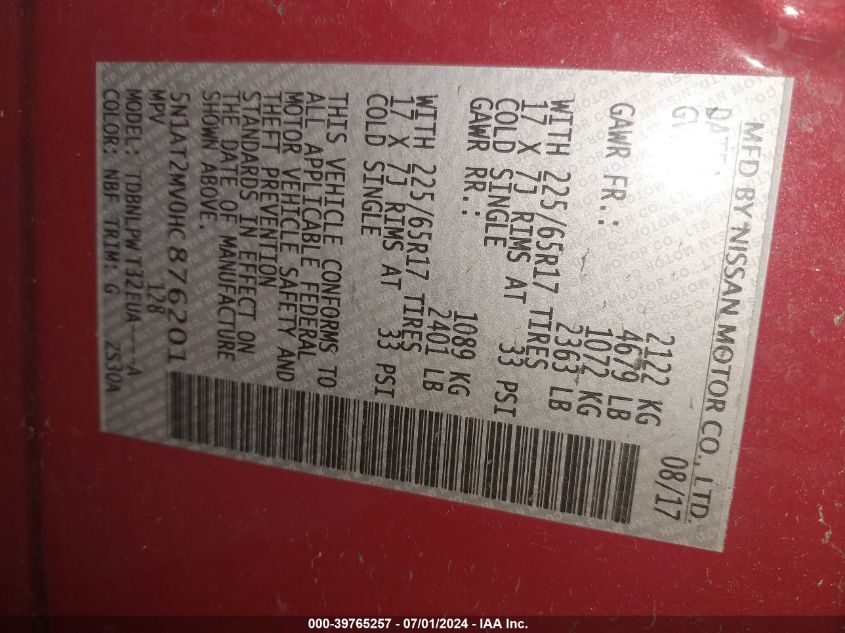 MFD BY NISSAN MOTOR CO., LTD.
DATE: 08/17
2122 KG
4679 LB
GAWR FR.: 1072 KG
2363 LB
WITH 225/65R17 TIRES
17 X 7J RIMS AT 33 PSI
COLD SINGLE
GAWR RR.: 1089 KG
2401 LB
WITH 225/65R17 TIRES
17 X 7J RIMS AT 33 PSI
COLD SINGLE
THIS VEHICLE CONFORMS TO
ALL APPLICABLE FEDERAL
MOTOR VEHICLE SAFETY AND
THEFT PREVENTION
STANDARDS IN EFFECT ON
THE DATE OF MANUFACTURE
SHOWN ABOVE.
5N1AT2MV0HC876201
MPV 128
MODEL: TDBNLPW T32EUA---A
COLOR: NBF TRIM: G ZS30A
000-39765257 - 07/01/2024 - IAA Inc.